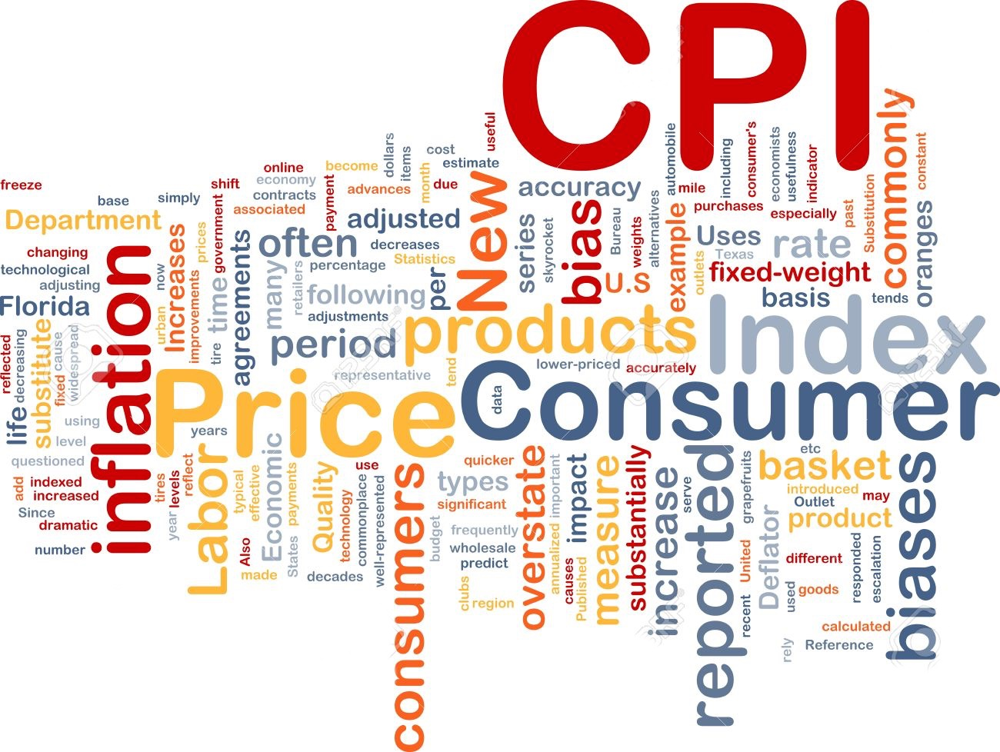 CPI
commonly
useful
automobile
including
consumer's
economists
usefulness
indicator
constant
dollars
items
cost
estimate
month
due
online
economy
contracts
associated
become
advances
payment
freeze
base
simply
shift
government
Department
adjusted
New
accuracy
mile
purchases
especially
past
Substitution
oranges
changing
technological
adjusting
Florida
inflation
now
Increases
prices
improvements
urban
time
tire
agreements
often
many
retailers
decreases
percentage
Statistics
following
adjustments
per
series
skyrocket
bias
Bureau
weights
alternatives
U.S
example
outlets
Uses
Texas
rate
fixed-weight
basis
tends
Index
products
period
representative
tend
lower-priced
accurately
reflected
decreasing
life
substitute
fixed
cause
widespread
using
level
questioned
add
indexed
increased
Since
dramatic
number
Price
Consumer
data
years
tires
levels
reflect
year
Labor
typical
effective
Also
made
Economic
payments
States
Quality
decades
use
technology
commonplace
well-represented
consumers
budget
quicker
types
significant
frequently
wholesale
predict
clubs
region
overstate
important
annualized
impact
causes
Published
measure
substantially
increase
serve
reported
grapefruits
United
recent
etc
basket
introduced
Outlet
may
product
Deflator
different
used
goods
responded
escalation
calculated
Reference
rely
biases